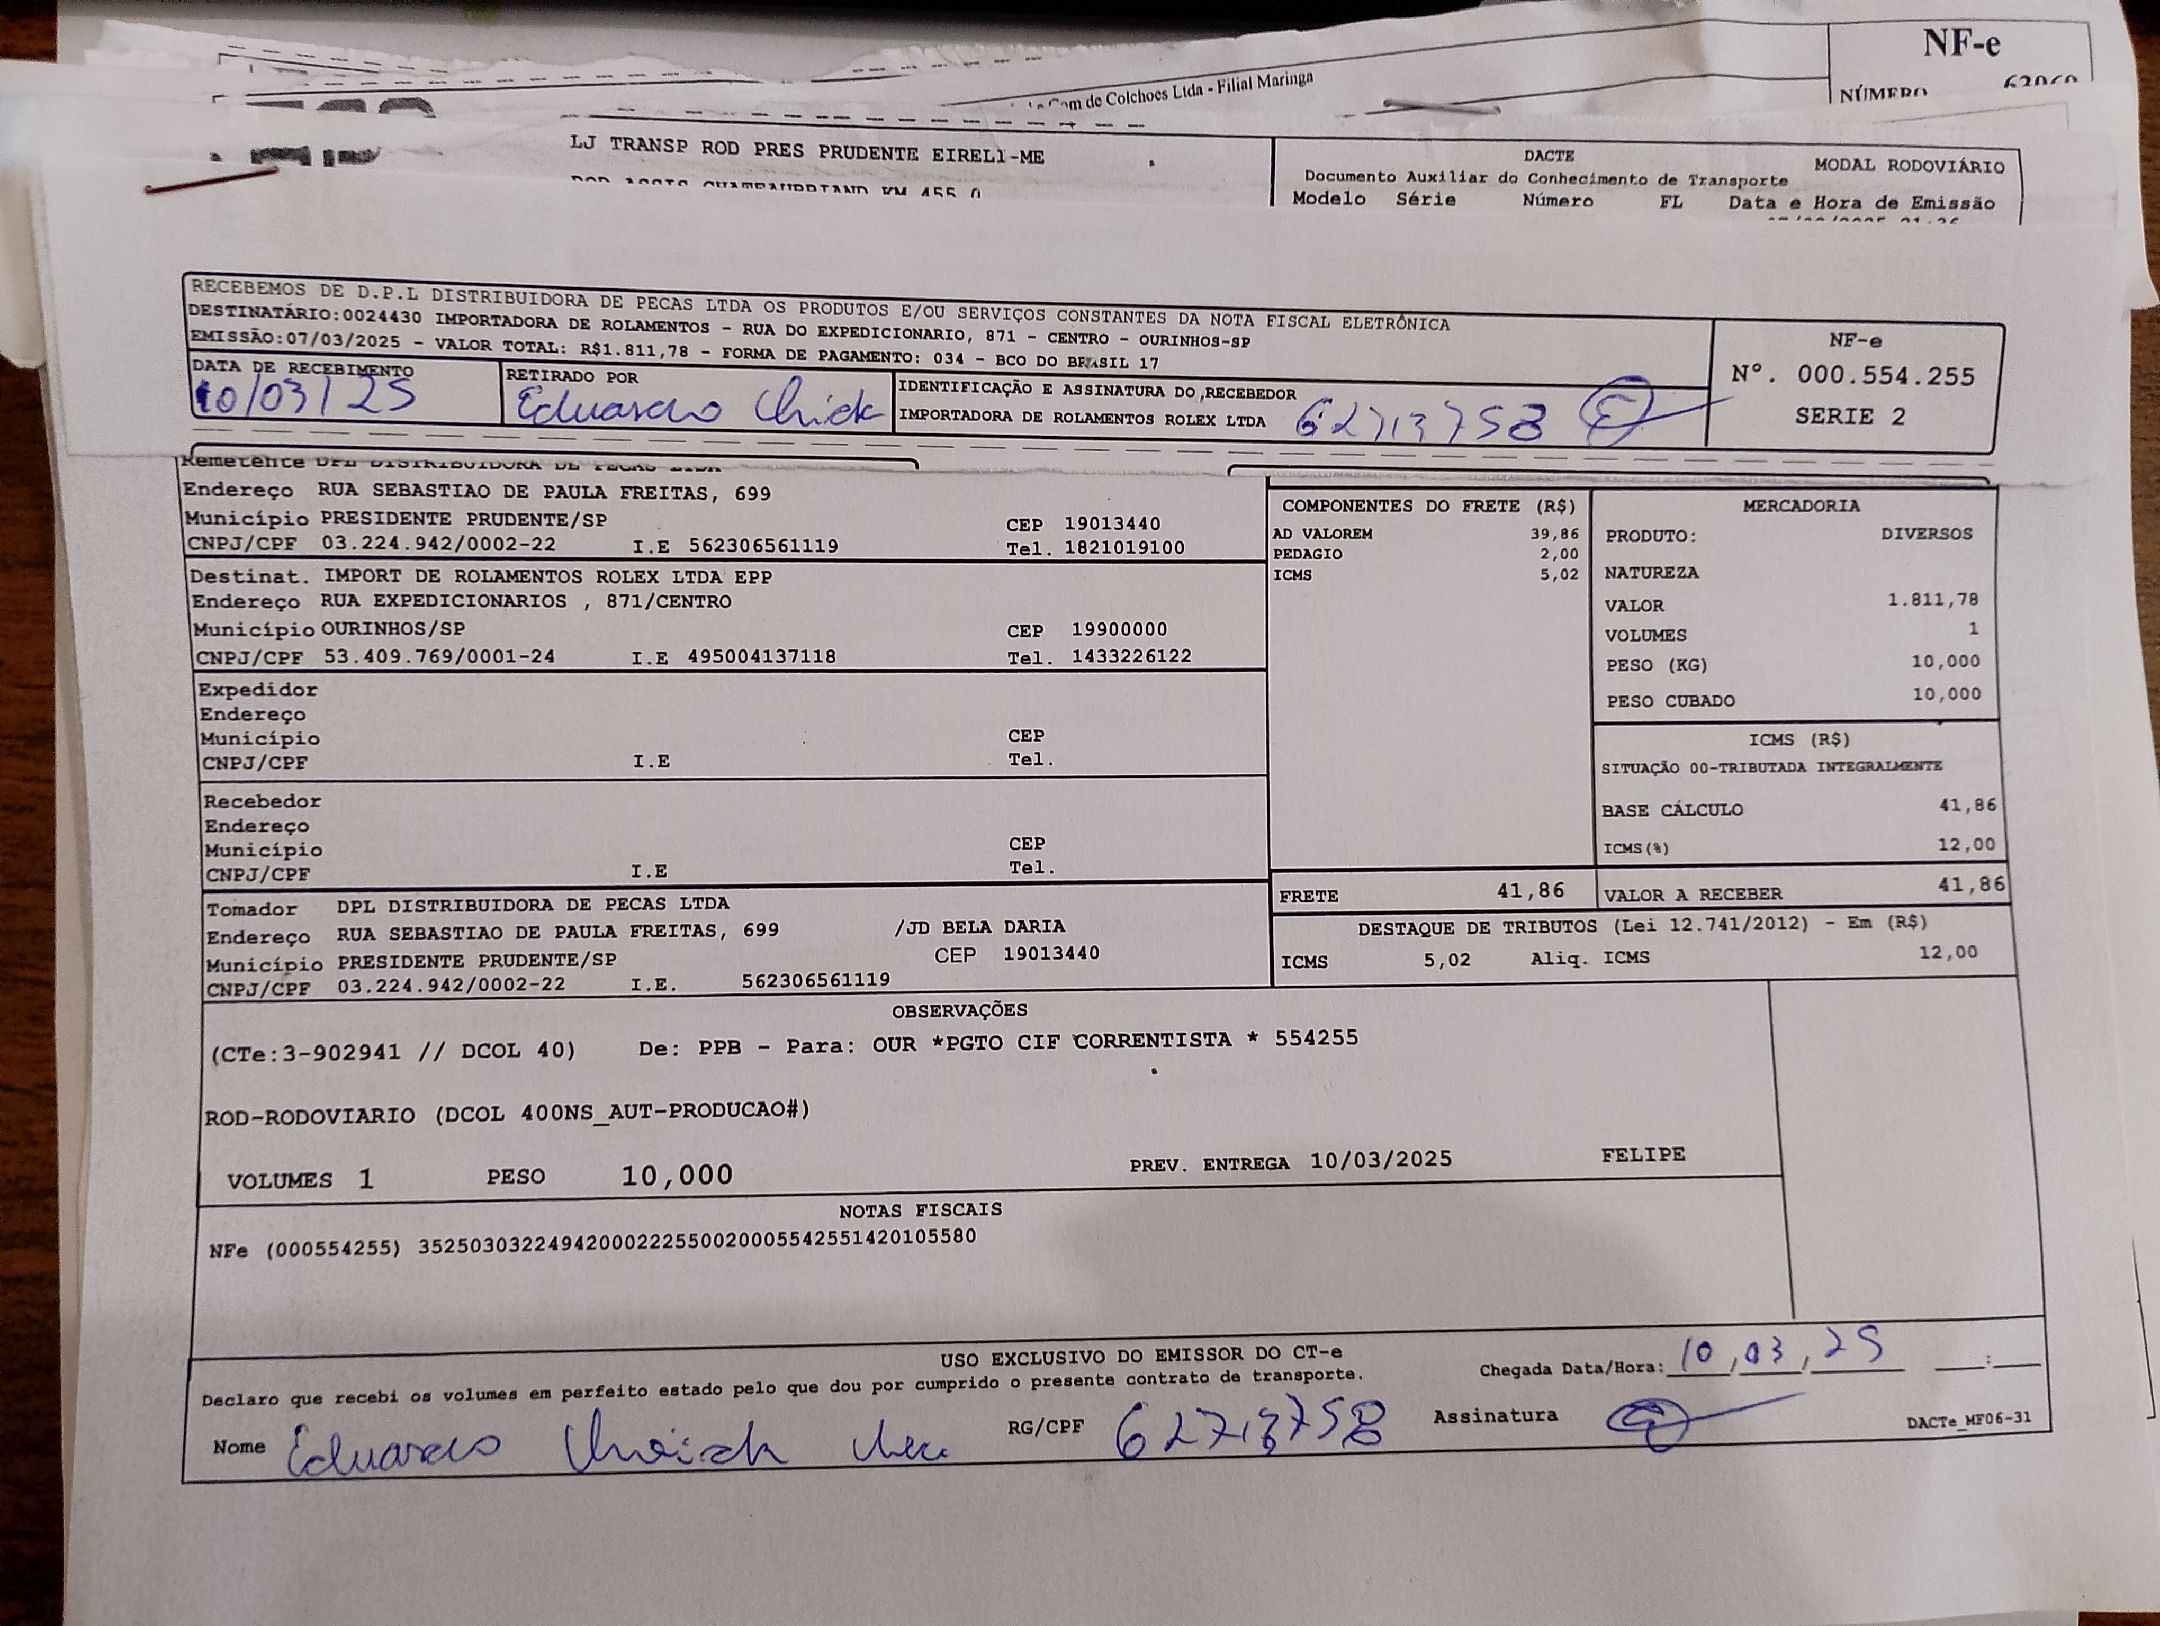 NF-e
Com de Colchoes Ltda - Filial Maringa
NÚMERO
LJ TRANSP ROD PRES PRUDENTE EIRELI-ME
DACTE
MODAL RODOVIÁRIO
Documento Auxiliar do Conhecimento de Transporte
Modelo Série Número FL Data e Hora de Emissão
RECEBEMOS DE D.P.L DISTRIBUIDORA DE PECAS LTDA OS PRODUTOS E/OU SERVIÇOS CONSTANTES DA NOTA FISCAL ELETRÔNICA
DESTINATÁRIO:0024430 IMPORTADORA DE ROLAMENTOS - RUA DO EXPEDICIONARIO, 871 - CENTRO - OURINHOS-SP
EMISSÃO:07/03/2025 - VALOR TOTAL: R$1.811,78 - FORMA DE PAGAMENTO: 034 - BCO DO BRASIL 17
NF-e
Nº. 000.554.255
SERIE 2
DATA DE RECEBIMENTO
10/03/25
RETIRADO POR
Eduardo
IDENTIFICAÇÃO E ASSINATURA DO RECEBEDOR
IMPORTADORA DE ROLAMENTOS ROLEX LTDA
Remetente DPL DISTRIBUIDORA DE PECAS LTDA
Endereço RUA SEBASTIAO DE PAULA FREITAS, 699
Município PRESIDENTE PRUDENTE/SP CEP 19013440
CNPJ/CPF 03.224.942/0002-22 I.E 562306561119 Tel. 1821019100
Destinat. IMPORT DE ROLAMENTOS ROLEX LTDA EPP
Endereço RUA EXPEDICIONARIOS , 871/CENTRO
Município OURINHOS/SP CEP 19900000
CNPJ/CPF 53.409.769/0001-24 I.E 495004137118 Tel. 1433226122
Expedidor
Endereço
Município CEP
CNPJ/CPF I.E Tel.
Recebedor
Endereço
Município CEP
CNPJ/CPF I.E Tel.
Tomador DPL DISTRIBUIDORA DE PECAS LTDA
Endereço RUA SEBASTIAO DE PAULA FREITAS, 699 /JD BELA DARIA
Município PRESIDENTE PRUDENTE/SP CEP 19013440
CNPJ/CPF 03.224.942/0002-22 I.E. 562306561119
COMPONENTES DO FRETE (R$)
AD VALOREM 39,86
PEDAGIO 2,00
ICMS 5,02
MERCADORIA
PRODUTO: DIVERSOS
NATUREZA
VALOR 1.811,78
VOLUMES 1
PESO (KG) 10,000
PESO CUBADO 10,000
ICMS (R$)
SITUAÇÃO 00-TRIBUTADA INTEGRALMENTE
BASE CÁLCULO 41,86
ICMS(%) 12,00
FRETE 41,86
VALOR A RECEBER 41,86
DESTAQUE DE TRIBUTOS (Lei 12.741/2012) - Em (R$)
ICMS 5,02 Aliq. ICMS 12,00
OBSERVAÇÕES
(CTe:3-902941 // DCOL 40) De: PPB - Para: OUR *PGTO CIF CORRENTISTA * 554255
ROD-RODOVIARIO (DCOL 400NS_AUT-PRODUCAO#)
VOLUMES 1 PESO 10,000 PREV. ENTREGA 10/03/2025 FELIPE
NOTAS FISCAIS
NFe (000554255) 35250303224942000222550020005542551420105580
USO EXCLUSIVO DO EMISSOR DO CT-e
Declaro que recebi os volumes em perfeito estado pelo que dou por cumprido o presente contrato de transporte.
Chegada Data/Hora: 10,03,25 __:__
Nome Eduardo RG/CPF Assinatura
DACTe_MF06-31